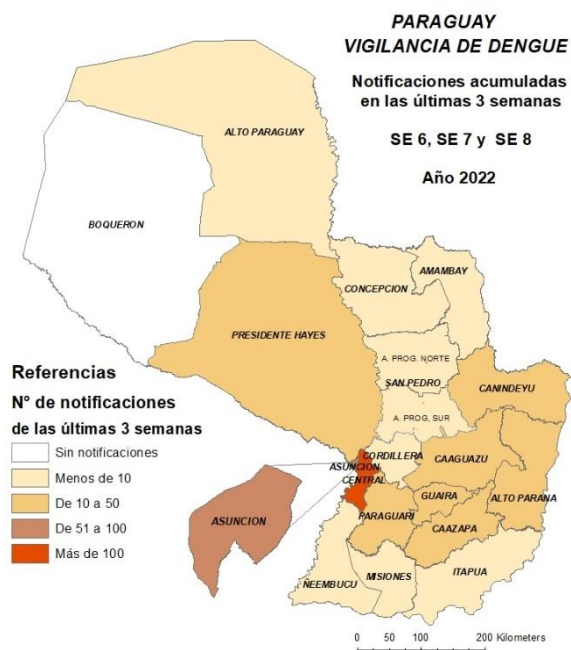 PARAGUAY
VIGILANCIA DE DENGUE
Notificaciones acumuladas
en las últimas 3 semanas
SE 6, SE 7 y SE 8
Año 2022
ALTO PARAGUAY
BOQUERON
CONCEPCION
AMAMBAY
PRESIDENTE HAYES
A. PROG. NORTE
SAN PEDRO
CANINDEYU
A. PROG. SUR
CORDILLERA
CAAGUAZU
ASUNCION
CENTRAL
GUAIRA
ALTO PARANA
PARAGUARI
CAAZAPA
ASUNCION
ÑEEMBUCU
MISIONES
ITAPUA
Referencias
N° de notificaciones
de las últimas 3 semanas
Sin notificaciones
Menos de 10
De 10 a 50
De 51 a 100
Más de 100
0 50 100 200 Kilometers